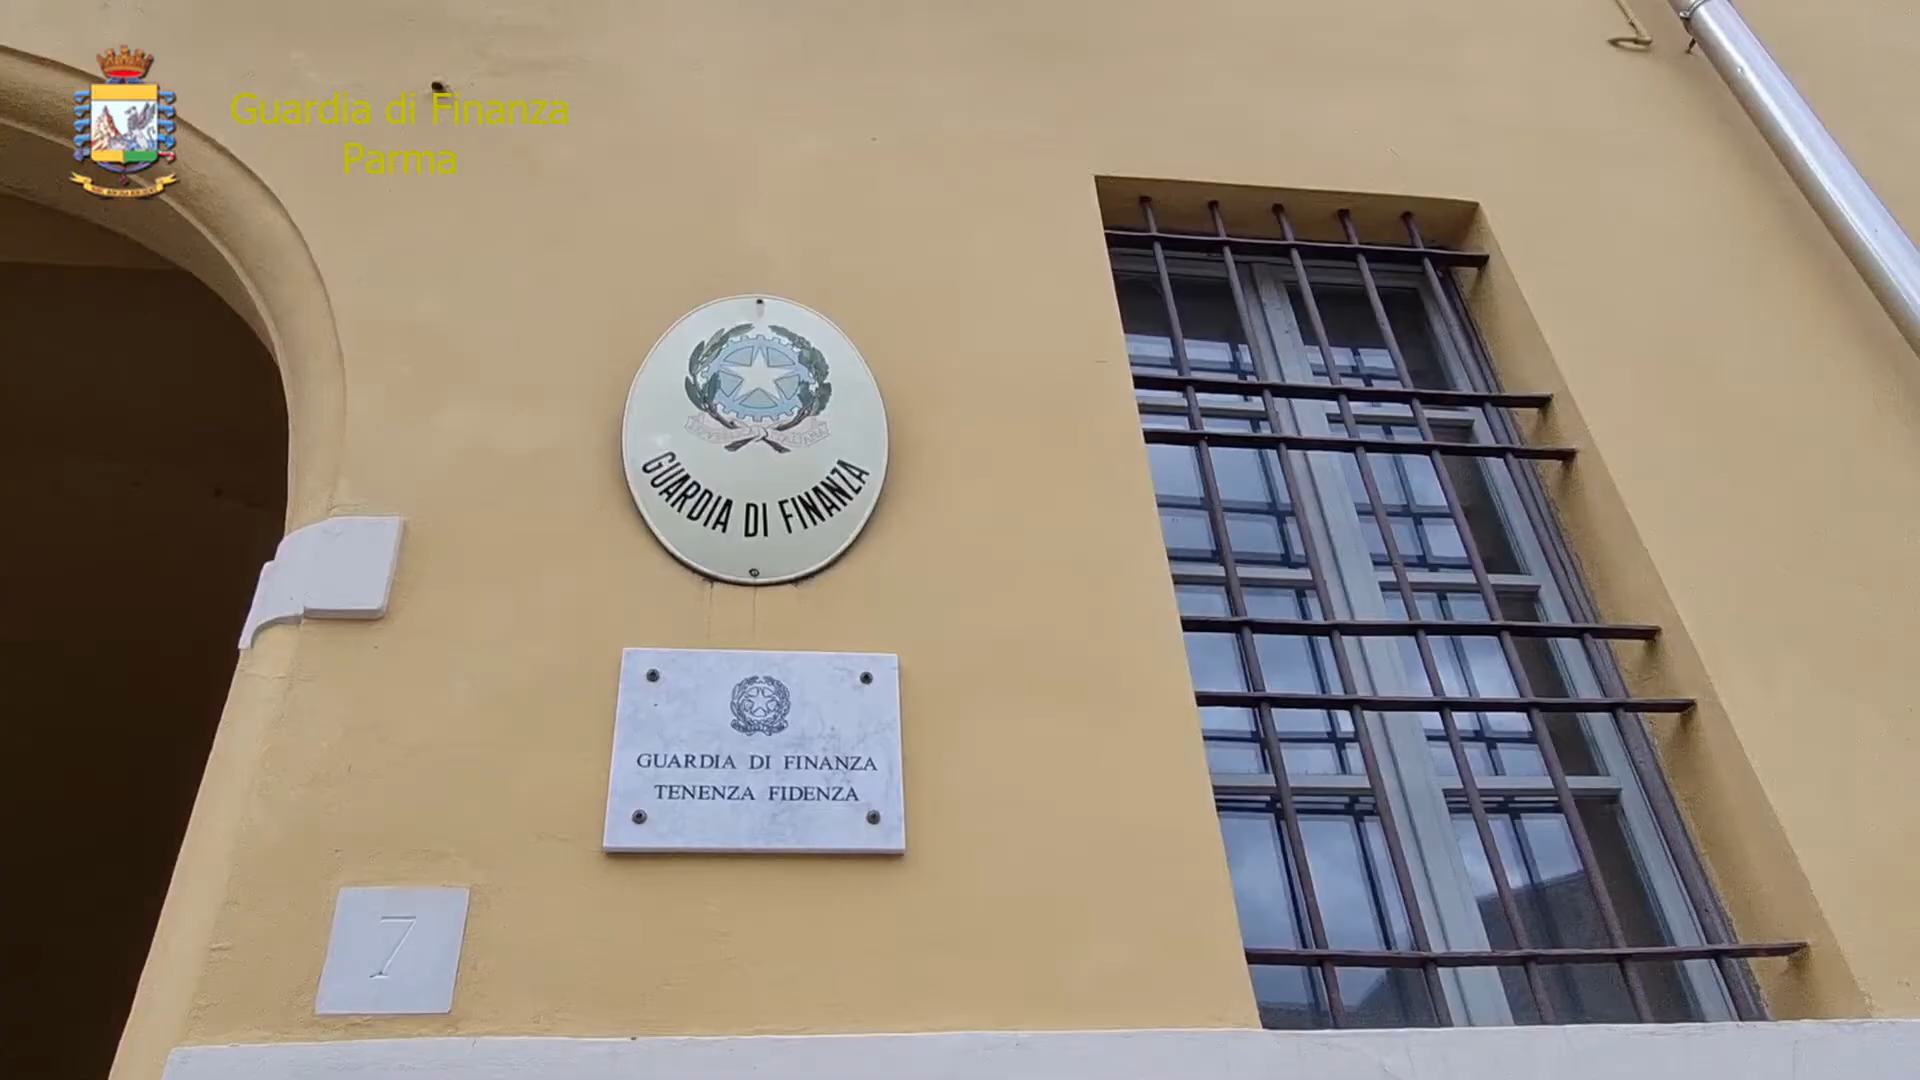 Guardia di Finanza
Parma
GUARDIA DI FINANZA
GUARDIA DI FINANZA
TENENZA FIDENZA
7